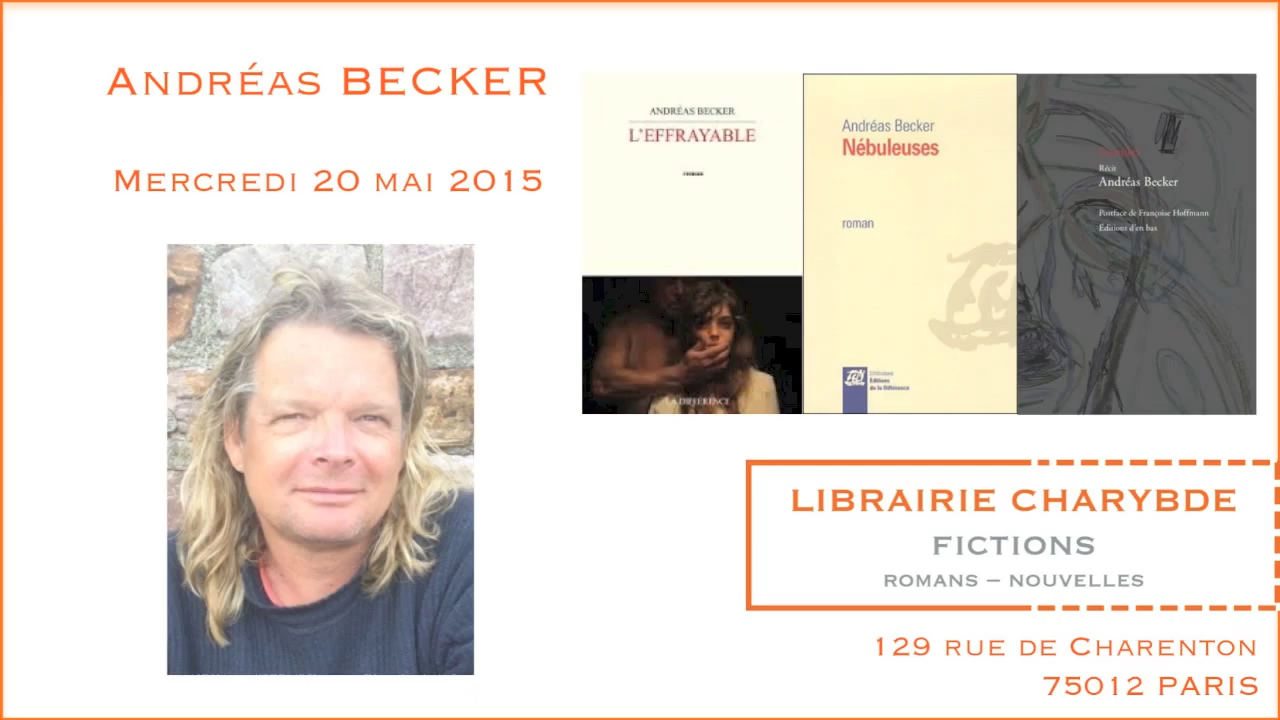 Andréas BECKER
Mercredi 20 mai 2015
ANDRÉAS BECKER
L'EFFRAYABLE
LA DIFFÉRENCE
Andréas Becker
Nébuleuses
roman
Littérature
Éditions
de la Différence
Récit
Andréas Becker
Postface de Françoise Hoffmann
Editions d'en bas
LIBRAIRIE CHARYBDE
FICTIONS
ROMANS – NOUVELLES
129 rue de Charenton
75012 PARIS